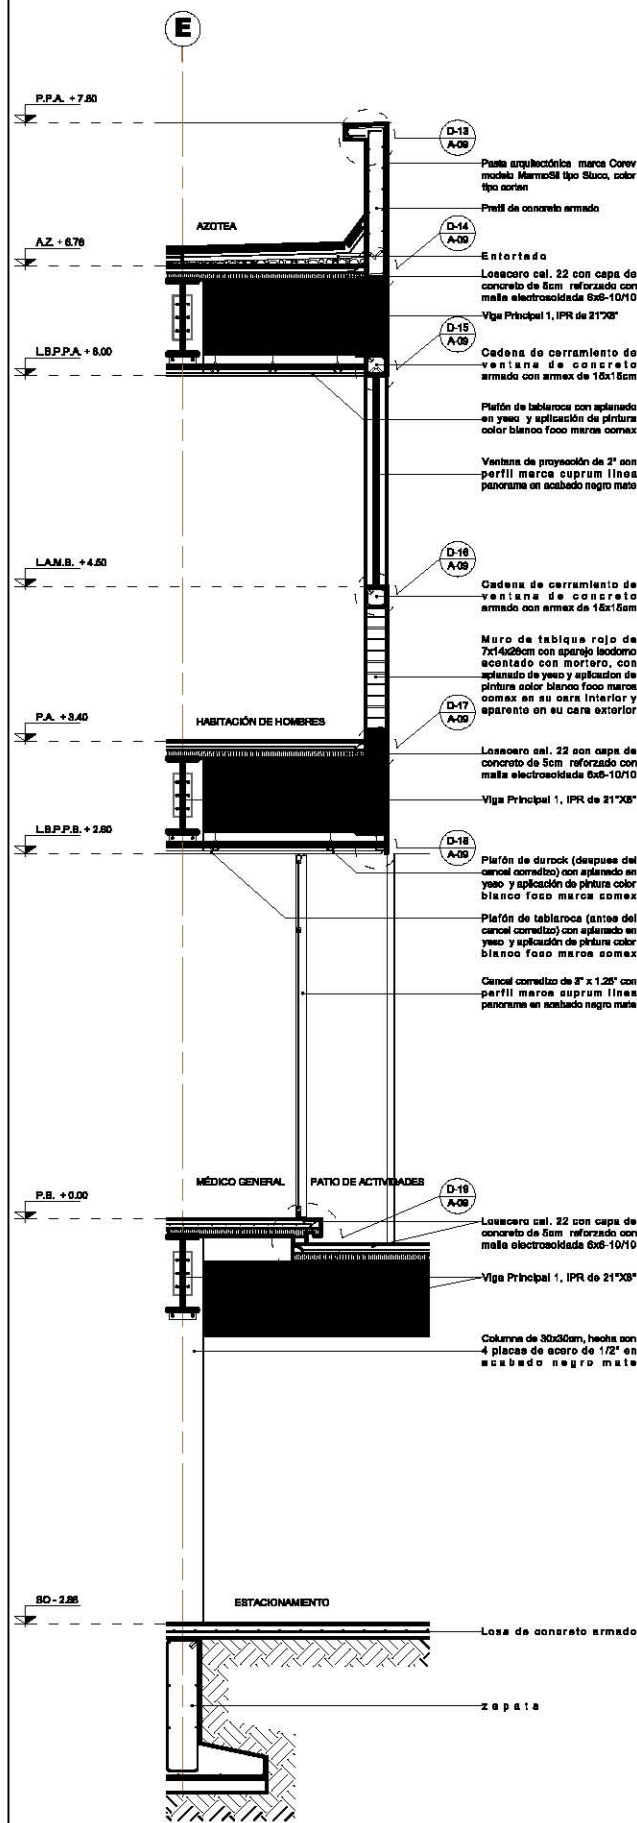 E
P.P.A. + 7.80
D-13
A-09
Pasta arquitectónica marca Corev
modelo MarmoSil tipo Stuco, color
tipo corten
Pretil de concreto armado
AZOTEA
D-14
A-09
A.Z. + 6.78
Entortado
Losacero cal. 22 con capa de
concreto de 5cm reforzado con
malla electrosoldada 6x6-10/10
Viga Principal 1, IPR de 21"X8"
D-15
A-09
L.B.P.P.A. + 6.00
Cadena de cerramiento de
ventana de concreto
armado con armex de 15x15cm
Plafón de tablaroca con aplanado
en yeso y aplicación de pintura
color blanco foco marca comex
Ventana de proyección de 2" con
perfil marca cuprum linea
panorama en acabado negro mate
D-16
A-09
L.A.M.B. + 4.50
Cadena de cerramiento de
ventana de concreto
armado con armex de 15x15cm
Muro de tabique rojo de
7x14x28cm con aparejo isodomo
acentado con mortero, con
aplanado de yeso y aplicacion de
pintura color blanco foco marca
comex en su cara interior y
aparente en su cara exterior
D-17
A-09
P.A. + 3.40
HABITACIÓN DE HOMBRES
Losacero cal. 22 con capa de
concreto de 5cm reforzado con
malla electrosoldada 6x6-10/10
Viga Principal 1, IPR de 21"X8"
D-18
A-09
L.B.P.P.B. + 2.60
Plafón de durock (despues del
cancel corredizo) con aplanado en
yeso y aplicación de pintura color
blanco foco marca comex
Plafón de tablaroca (antes del
cancel corredizo) con aplanado en
yeso y aplicación de pintura color
blanco foco marca comex
Cancel corredizo de 3" x 1.25" con
perfil marca cuprum linea
panorama en acabado negro mate
MÉDICO GENERAL PATIO DE ACTIVIDADES
D-19
A-09
P.B. + 0.00
Losacero cal. 22 con capa de
concreto de 5cm reforzado con
malla electrosoldada 6x6-10/10
Viga Principal 1, IPR de 21"X8"
Columna de 30x30cm, hecha con
4 placas de acero de 1/2" en
acabado negro mate
SO - 2.88
ESTACIONAMIENTO
Losa de concreto armado
zapata